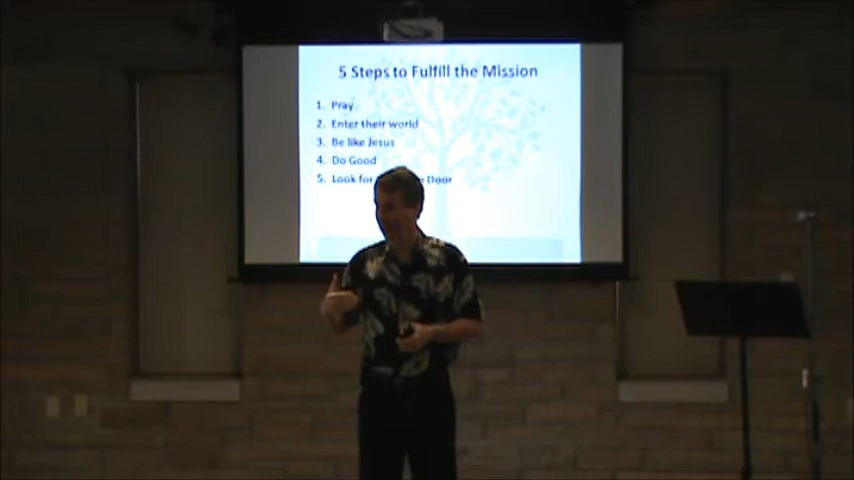 5 Steps to Fulfill the Mission
1. Pray
2. Enter their world
3. Be like Jesus
4. Do Good
5. Look for Door